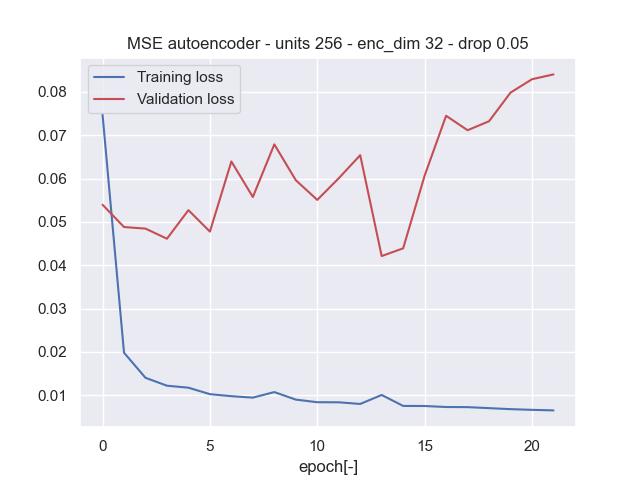 MSE autoencoder - units 256 - enc_dim 32 - drop 0.05
Training loss
Validation loss
0.08
0.07
0.06
0.05
0.04
0.03
0.02
0.01
0 5 10 15 20
epoch[-]